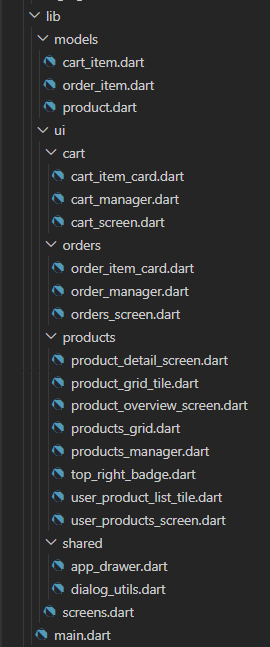 lib
models
cart_item.dart
order_item.dart
product.dart
ui
cart
cart_item_card.dart
cart_manager.dart
cart_screen.dart
orders
order_item_card.dart
order_manager.dart
orders_screen.dart
products
product_detail_screen.dart
product_grid_tile.dart
product_overview_screen.dart
products_grid.dart
products_manager.dart
top_right_badge.dart
user_product_list_tile.dart
user_products_screen.dart
shared
app_drawer.dart
dialog_utils.dart
screens.dart
main.dart